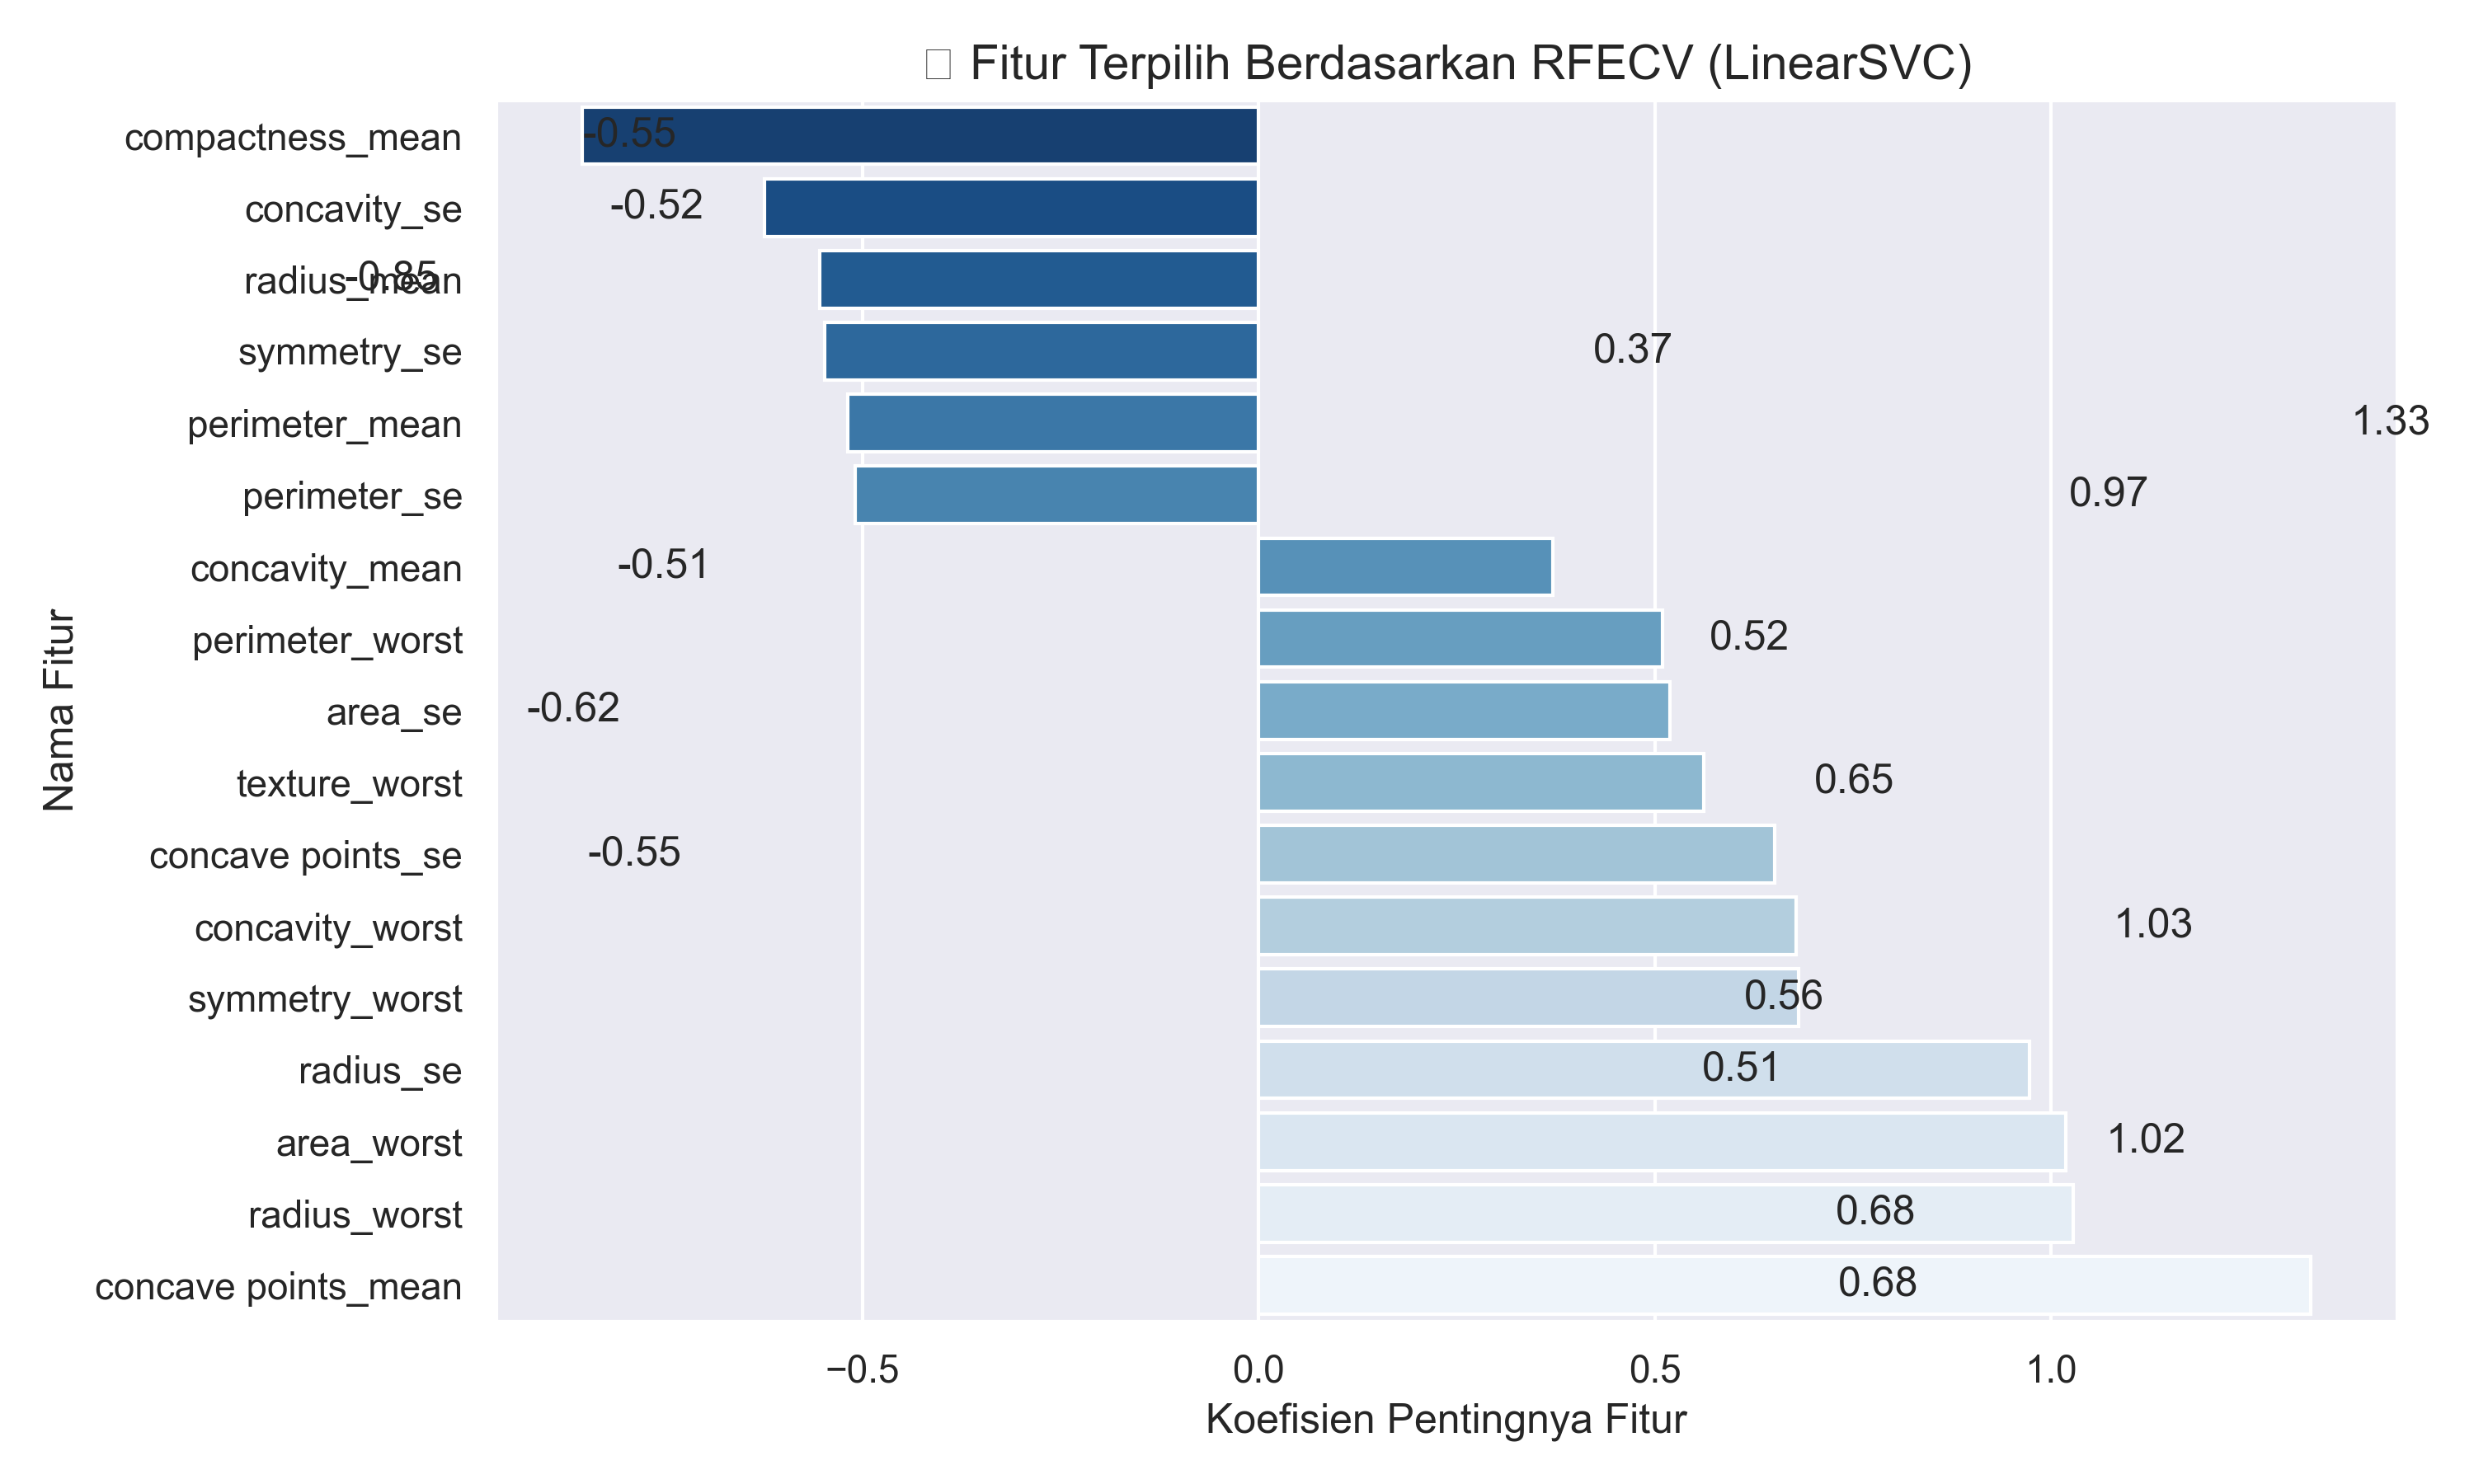 ▯ Fitur Terpilih Berdasarkan RFECV (LinearSVC)
compactness_mean -0.55
concavity_se -0.52
radius_mean -0.85
symmetry_se 0.37
perimeter_mean 1.33
perimeter_se 0.97
concavity_mean -0.51
perimeter_worst 0.52
area_se -0.62
texture_worst 0.65
concave points_se -0.55
concavity_worst 1.03
symmetry_worst 0.56
radius_se 0.51
area_worst 1.02
radius_worst 0.68
concave points_mean 0.68
Nama Fitur
−0.5 0.0 0.5 1.0
Koefisien Pentingnya Fitur